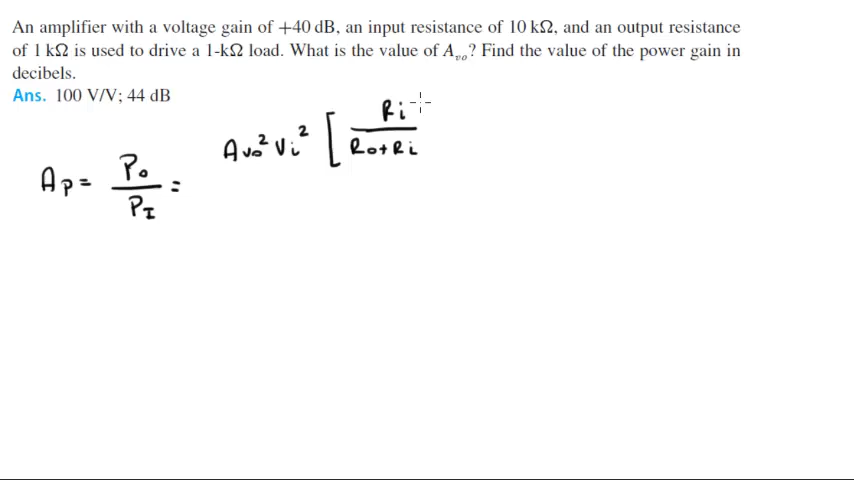 An amplifier with a voltage gain of +40 dB, an input resistance of 10 kΩ, and an output resistance
of 1 kΩ is used to drive a 1-kΩ load. What is the value of Avo? Find the value of the power gain in
decibels.
Ans. 100 V/V; 44 dB
Ap = Po / PI = Avo² Vi² [ Ri / Ro+Ri